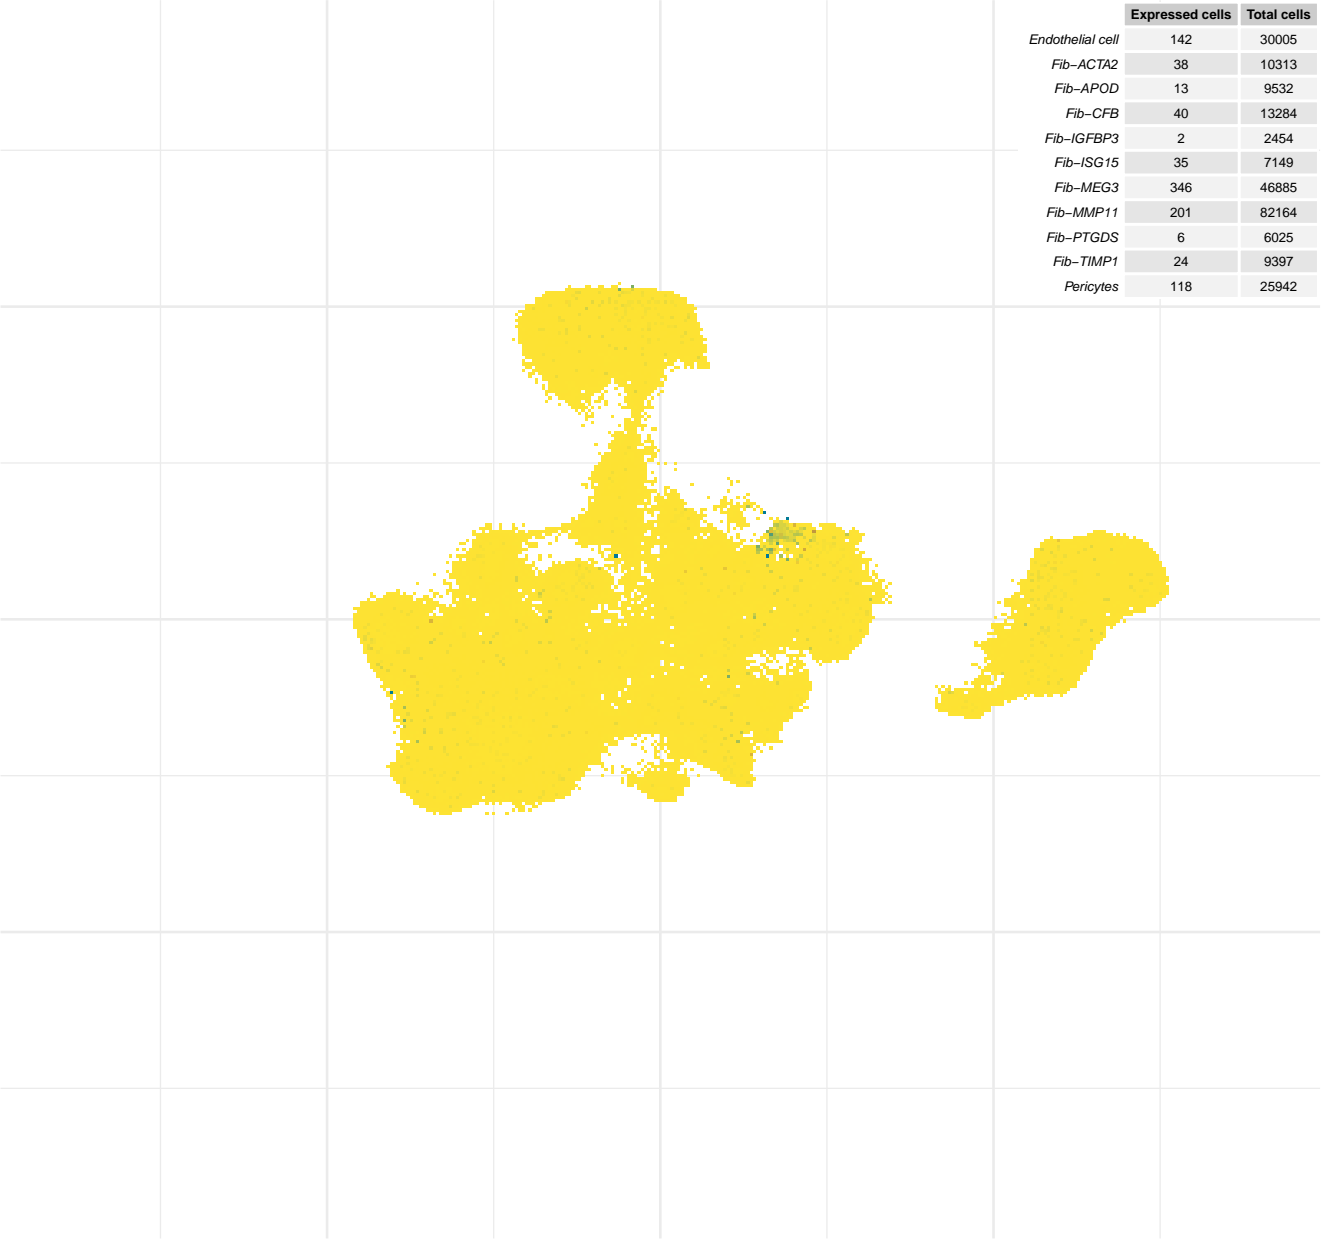 Expressed cells Total cells
Endothelial cell 142 30005
Fib−ACTA2 38 10313
Fib−APOD 13 9532
Fib−CFB 40 13284
Fib−IGFBP3 2 2454
Fib−ISG15 35 7149
Fib−MEG3 346 46885
Fib−MMP11 201 82164
Fib−PTGDS 6 6025
Fib−TIMP1 24 9397
Pericytes 118 25942